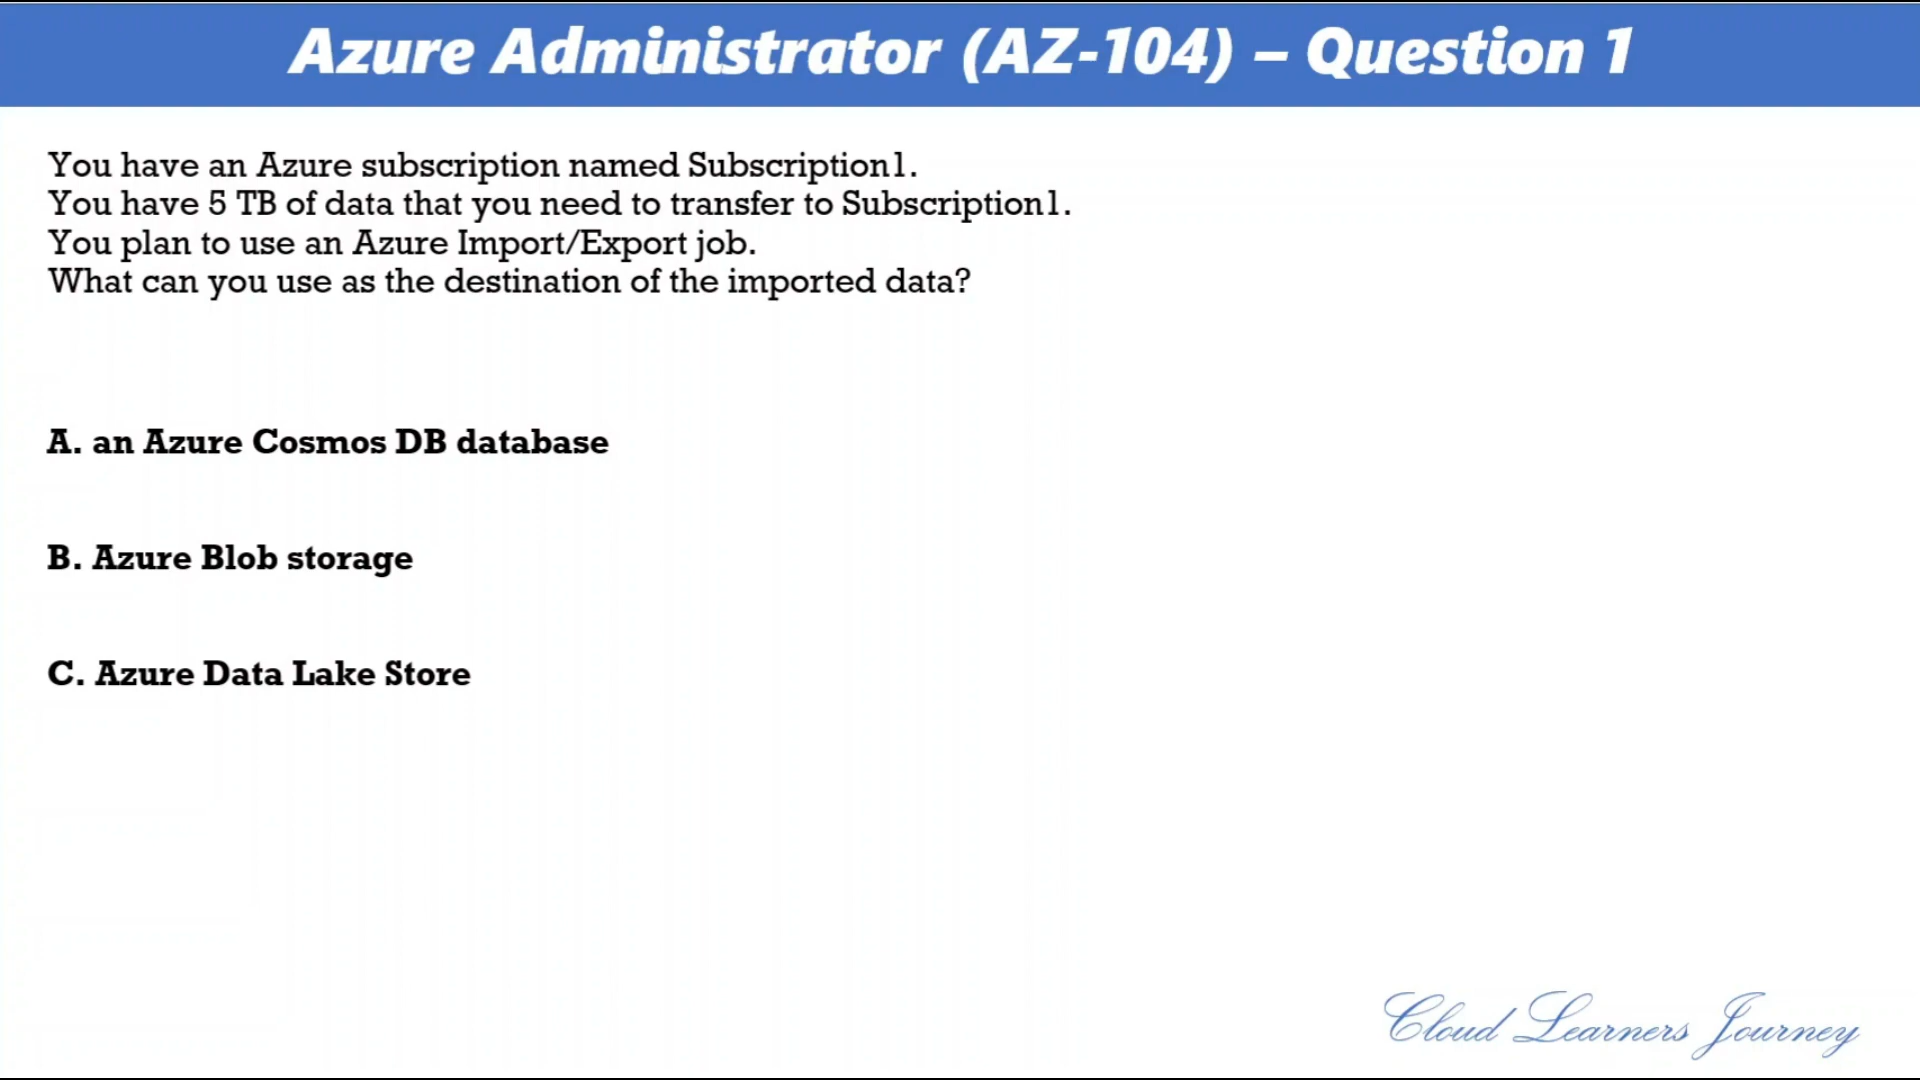 Azure Administrator (AZ-104) – Question 1
You have an Azure subscription named Subscription1.
You have 5 TB of data that you need to transfer to Subscription1.
You plan to use an Azure Import/Export job.
What can you use as the destination of the imported data?
A. an Azure Cosmos DB database
B. Azure Blob storage
C. Azure Data Lake Store
Cloud Learners Journey